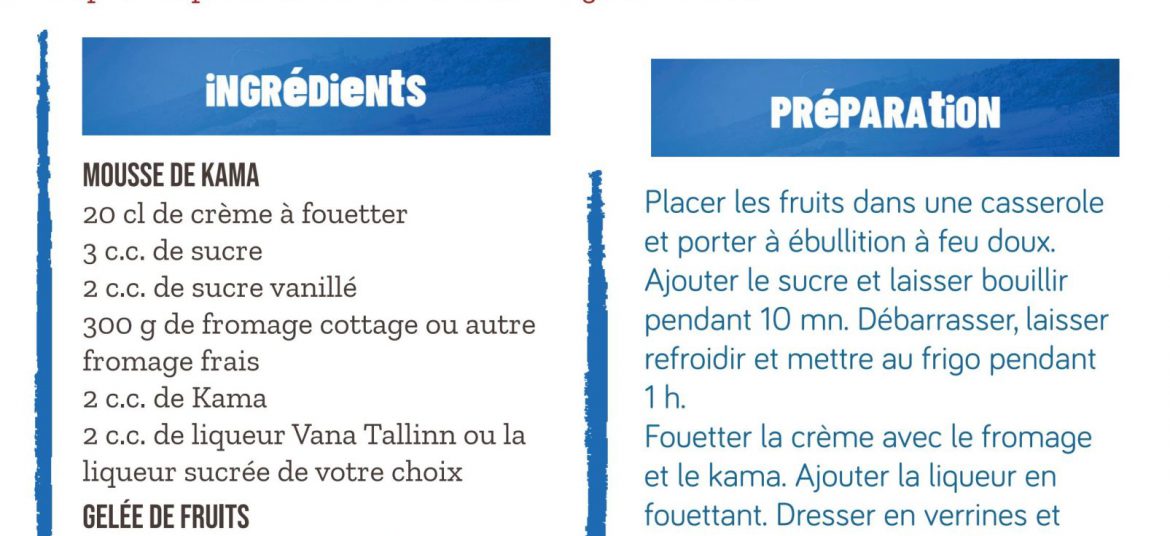 INGRÉDIENTS
MOUSSE DE KAMA
20 cl de crème à fouetter
3 c.c. de sucre
2 c.c. de sucre vanillé
300 g de fromage cottage ou autre
fromage frais
2 c.c. de Kama
2 c.c. de liqueur Vana Tallinn ou la
liqueur sucrée de votre choix
GELÉE DE FRUITS
PRÉPARATION
Placer les fruits dans une casserole
et porter à ébullition à feu doux.
Ajouter le sucre et laisser bouillir
pendant 10 mn. Débarrasser, laisser
refroidir et mettre au frigo pendant
1 h.
Fouetter la crème avec le fromage
et le kama. Ajouter la liqueur en
fouettant. Dresser en verrines et